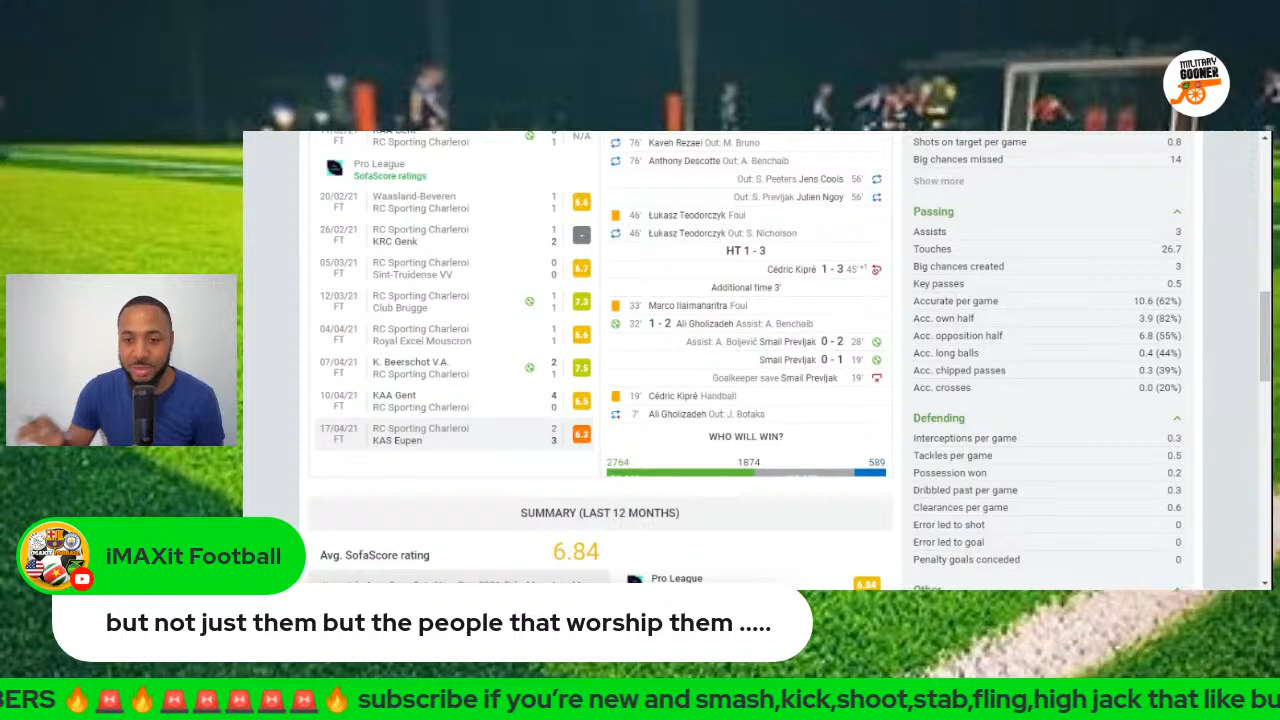 MILITARY
GOONER
FT RC Sporting Charleroi 1 N/A
Pro League
SofaScore ratings
20/02/21 Waasland-Beveren 1
FT RC Sporting Charleroi 1 6.6
26/02/21 RC Sporting Charleroi 1
FT KRC Genk 2 -
05/03/21 RC Sporting Charleroi 0
FT Sint-Truidense VV 0 6.7
12/03/21 RC Sporting Charleroi 1
FT Club Brugge 1 7.3
04/04/21 RC Sporting Charleroi 1
FT Royal Excel Mouscron 1 6.6
07/04/21 K. Beerschot V.A. 2
FT RC Sporting Charleroi 1 7.5
10/04/21 KAA Gent 4
FT RC Sporting Charleroi 0 6.5
17/04/21 RC Sporting Charleroi 2
FT KAS Eupen 3 6.3
76' Kaveh Rezaei Out: M. Bruno
76' Anthony Descotte Out: A. Benchaib
Out: S. Peeters Jens Cools 56'
Out: S. Prevljak Julien Ngoy 56'
46' Łukasz Teodorczyk Foul
46' Łukasz Teodorczyk Out: S. Nicholson
HT 1 - 3
Cédric Kipré 1 - 3 45'+1
Additional time 3'
33' Marco Ilaimaharitra Foul
32' 1 - 2 Ali Gholizadeh Assist: A. Benchaib
Assist: A. Boljević Smail Prevljak 0 - 2 28'
Smail Prevljak 0 - 1 19'
Goalkeeper save Smail Prevljak 19'
19' Cédric Kipré Handball
7' Ali Gholizadeh Out: J. Botaka
WHO WILL WIN?
2764 1874 589
SUMMARY (LAST 12 MONTHS)
Avg. SofaScore rating 6.84
Pro League 6.84
Shots on target per game 0.8
Big chances missed 14
Show more
Passing
Assists 3
Touches 26.7
Big chances created 3
Key passes 0.5
Accurate per game 10.6 (62%)
Acc. own half 3.9 (82%)
Acc. opposition half 6.8 (55%)
Acc. long balls 0.4 (44%)
Acc. chipped passes 0.3 (39%)
Acc. crosses 0.0 (20%)
Defending
Interceptions per game 0.3
Tackles per game 0.5
Possession won 0.2
Dribbled past per game 0.3
Clearances per game 0.6
Error led to shot 0
Error led to goal 0
Penalty goals conceded 0
iMAXit Football
but not just them but the people that worship them .....
BERS 🔥🚨🔥🚨🚨🚨🚨🚨🔥 subscribe if you're new and smash,kick,shoot,stab,fling,high jack that like bu